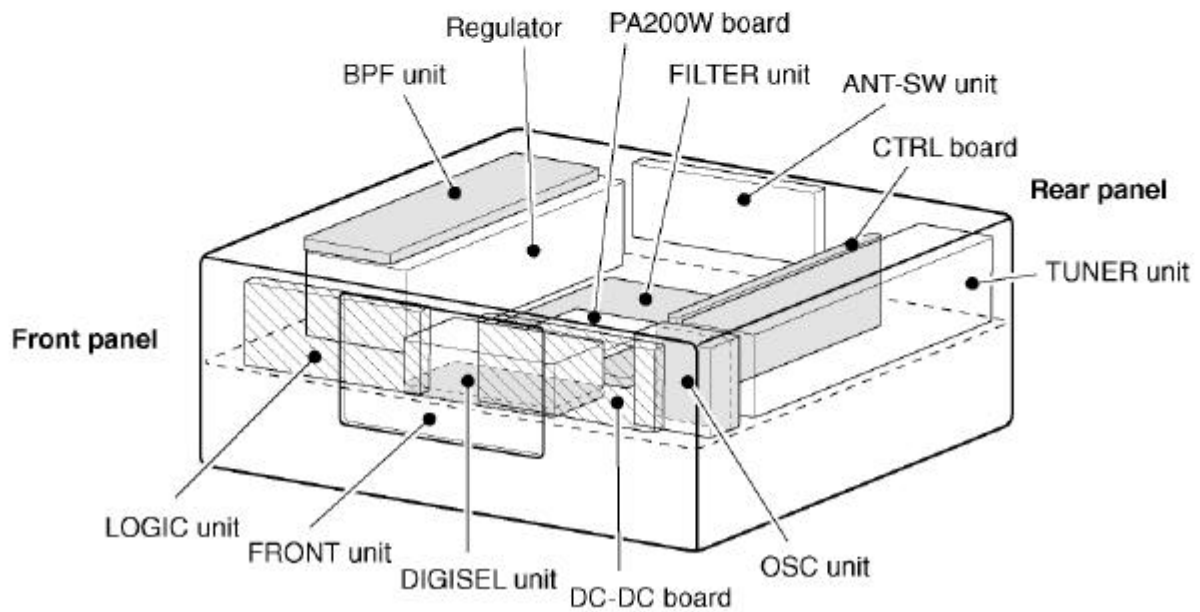 PA200W board
Regulator
FILTER unit
BPF unit
ANT-SW unit
CTRL board
Rear panel
TUNER unit
Front panel
LOGIC unit
FRONT unit
DIGISEL unit
DC-DC board
OSC unit